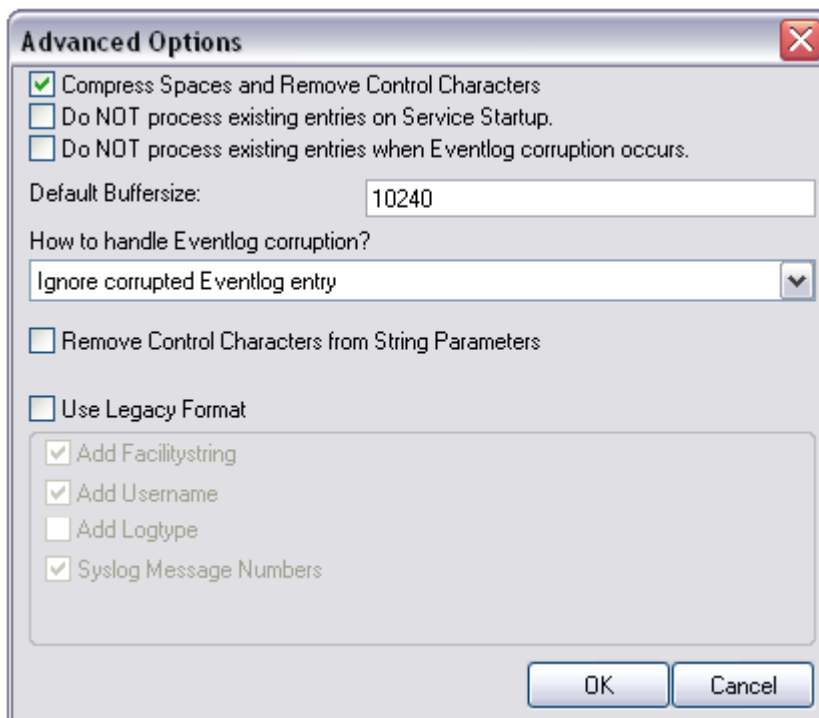 Advanced Options
Compress Spaces and Remove Control Characters
Do NOT process existing entries on Service Startup.
Do NOT process existing entries when Eventlog corruption occurs.
Default Buffersize: 10240
How to handle Eventlog corruption?
Ignore corrupted Eventlog entry
Remove Control Characters from String Parameters
Use Legacy Format
Add Facilitystring
Add Username
Add Logtype
Syslog Message Numbers
OK Cancel